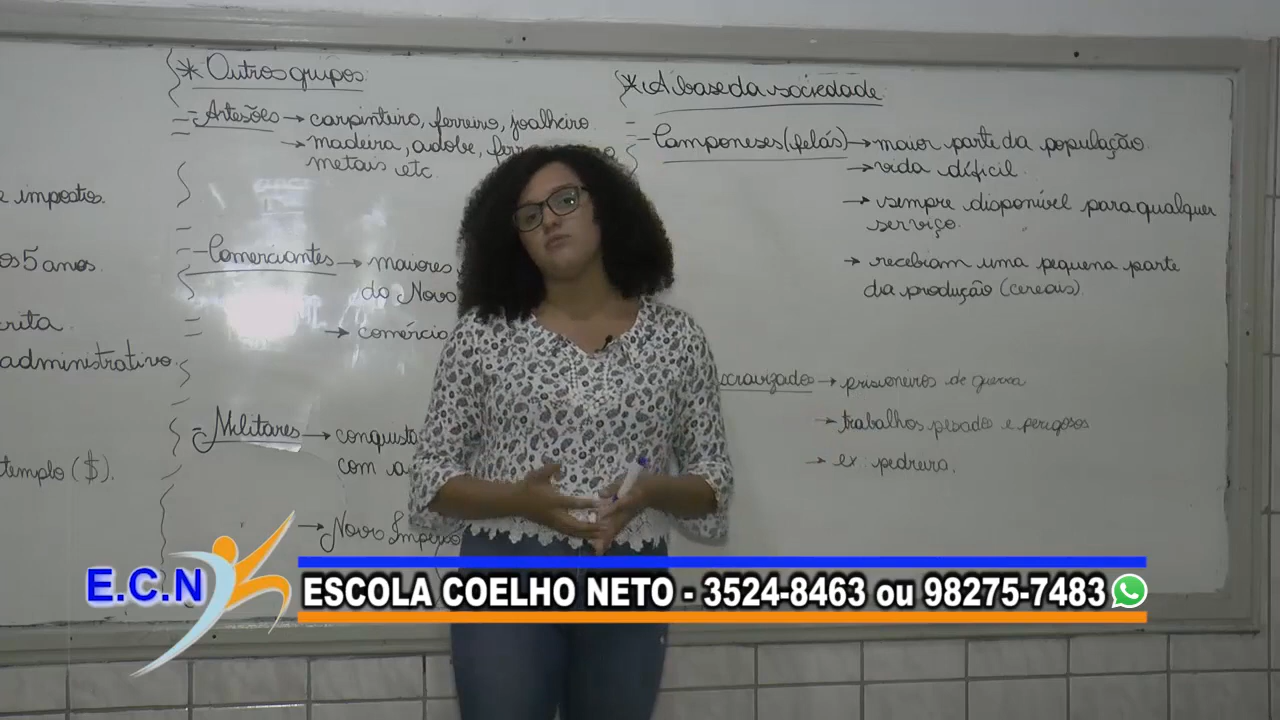 e impostos.
os 5 anos.
rita.
administrativo.
templo ($).
* Outros grupos
- Artesões → carpinteiro, ferreiro, joalheiro.
→ madeira, adobe,
metais etc.
- Comerciantes → maiores
do Novo
→ comércio
- Militares → conquista
com a
→ Novo Império
* A base da sociedade
- Camponeses (felás) → maior parte da população.
→ vida difícil.
→ sempre disponível para qualquer
serviço.
→ recebiam uma pequena parte
da produção (cereais).
cravizados → prisioneiros de guerra
→ trabalhos pesados e perigosos
→ ex: pedreira.
E.C.N
ESCOLA COELHO NETO - 3524-8463 ou 98275-7483